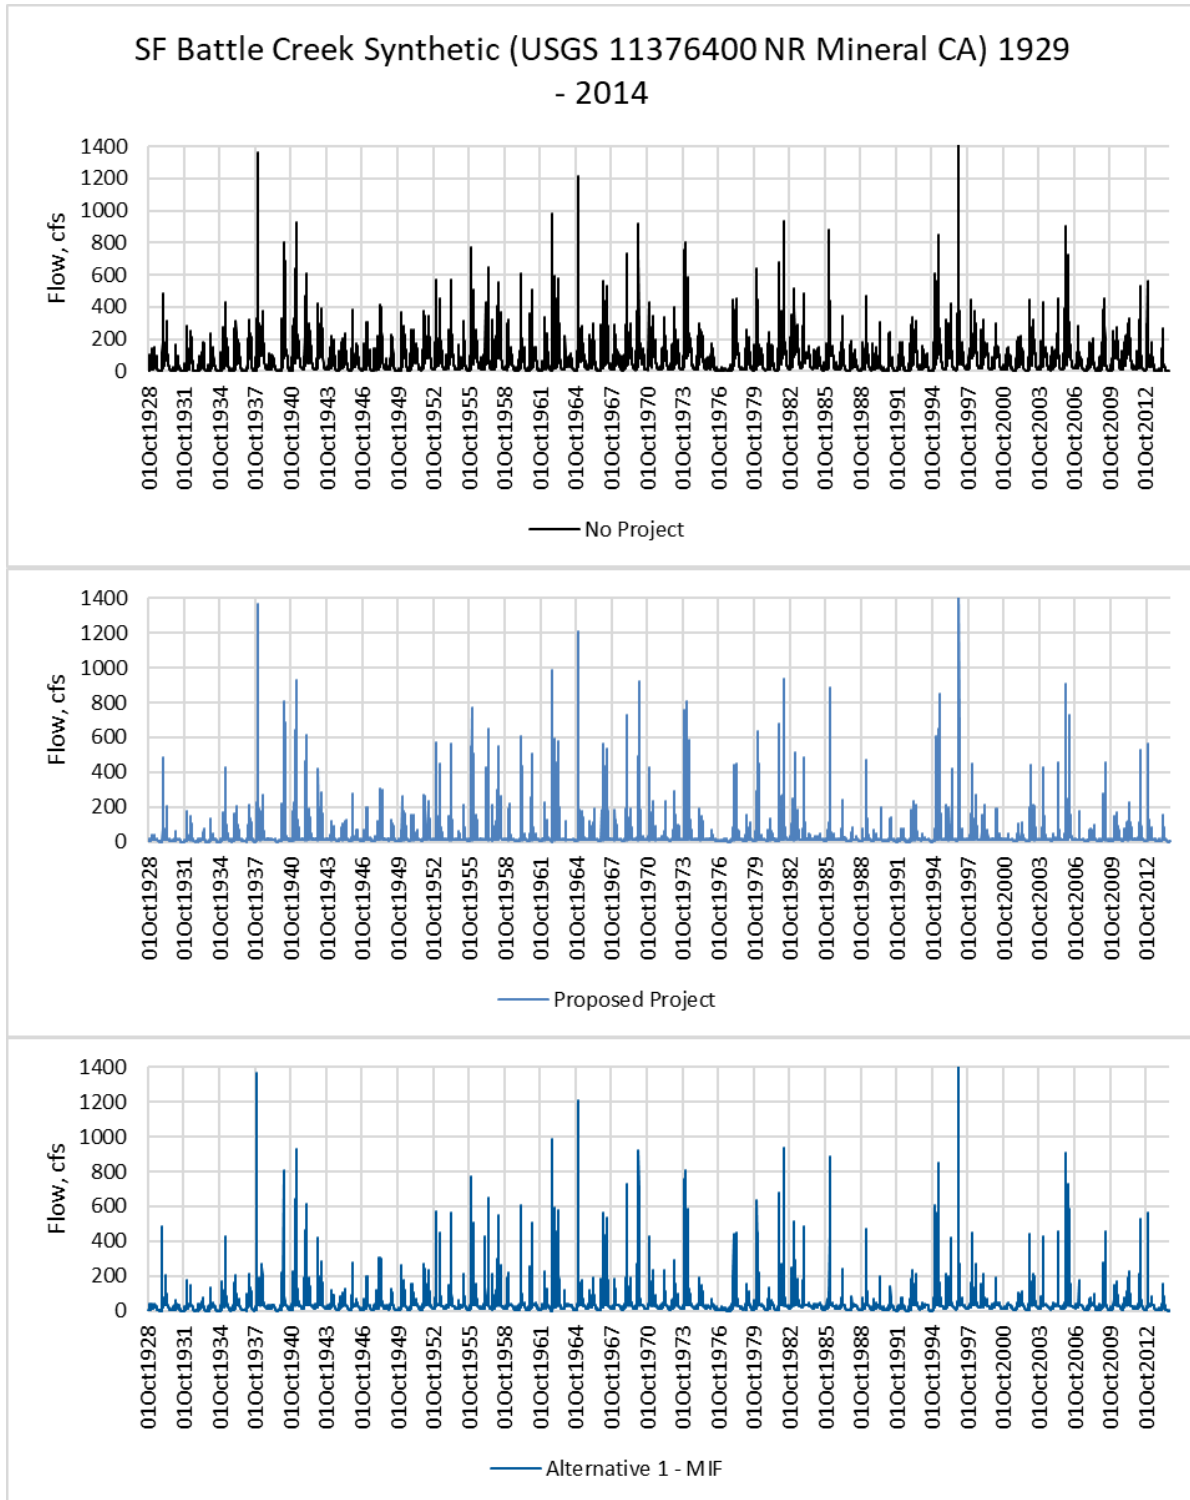 SF Battle Creek Synthetic (USGS 11376400 NR Mineral CA) 1929
- 2014
1400
1200
1000
800
600
400
200
0
Flow, cfs
01Oct1928
01Oct1931
01Oct1934
01Oct1937
01Oct1940
01Oct1943
01Oct1946
01Oct1949
01Oct1952
01Oct1955
01Oct1958
01Oct1961
01Oct1964
01Oct1967
01Oct1970
01Oct1973
01Oct1976
01Oct1979
01Oct1982
01Oct1985
01Oct1988
01Oct1991
01Oct1994
01Oct1997
01Oct2000
01Oct2003
01Oct2006
01Oct2009
01Oct2012
No Project
1400
1200
1000
800
600
400
200
0
Flow, cfs
01Oct1928
01Oct1931
01Oct1934
01Oct1937
01Oct1940
01Oct1943
01Oct1946
01Oct1949
01Oct1952
01Oct1955
01Oct1958
01Oct1961
01Oct1964
01Oct1967
01Oct1970
01Oct1973
01Oct1976
01Oct1979
01Oct1982
01Oct1985
01Oct1988
01Oct1991
01Oct1994
01Oct1997
01Oct2000
01Oct2003
01Oct2006
01Oct2009
01Oct2012
Proposed Project
1400
1200
1000
800
600
400
200
0
Flow, cfs
01Oct1928
01Oct1931
01Oct1934
01Oct1937
01Oct1940
01Oct1943
01Oct1946
01Oct1949
01Oct1952
01Oct1955
01Oct1958
01Oct1961
01Oct1964
01Oct1967
01Oct1970
01Oct1973
01Oct1976
01Oct1979
01Oct1982
01Oct1985
01Oct1988
01Oct1991
01Oct1994
01Oct1997
01Oct2000
01Oct2003
01Oct2006
01Oct2009
01Oct2012
Alternative 1 - MIF